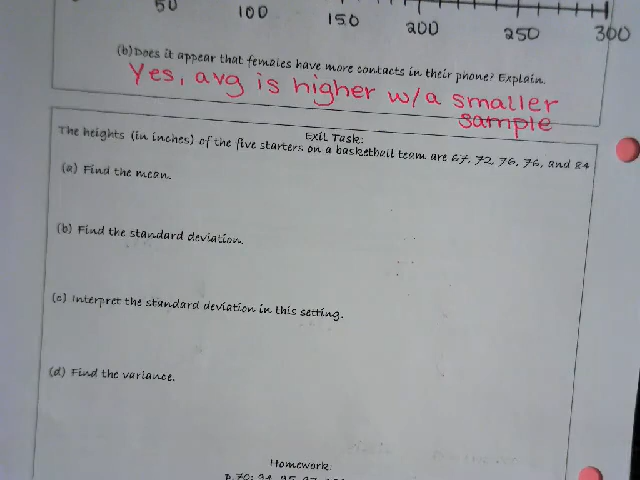 50 100 150 200 250 300
(b) Does it appear that females have more contacts in their phone? Explain.
Yes, avg is higher w/a smaller
sample
Exit Task:
The heights (in inches) of the five starters on a basketball team are 67, 72, 76, 76, and 84
(a) Find the mean.
(b) Find the standard deviation.
(c) Interpret the standard deviation in this setting.
(d) Find the variance.
Homework: